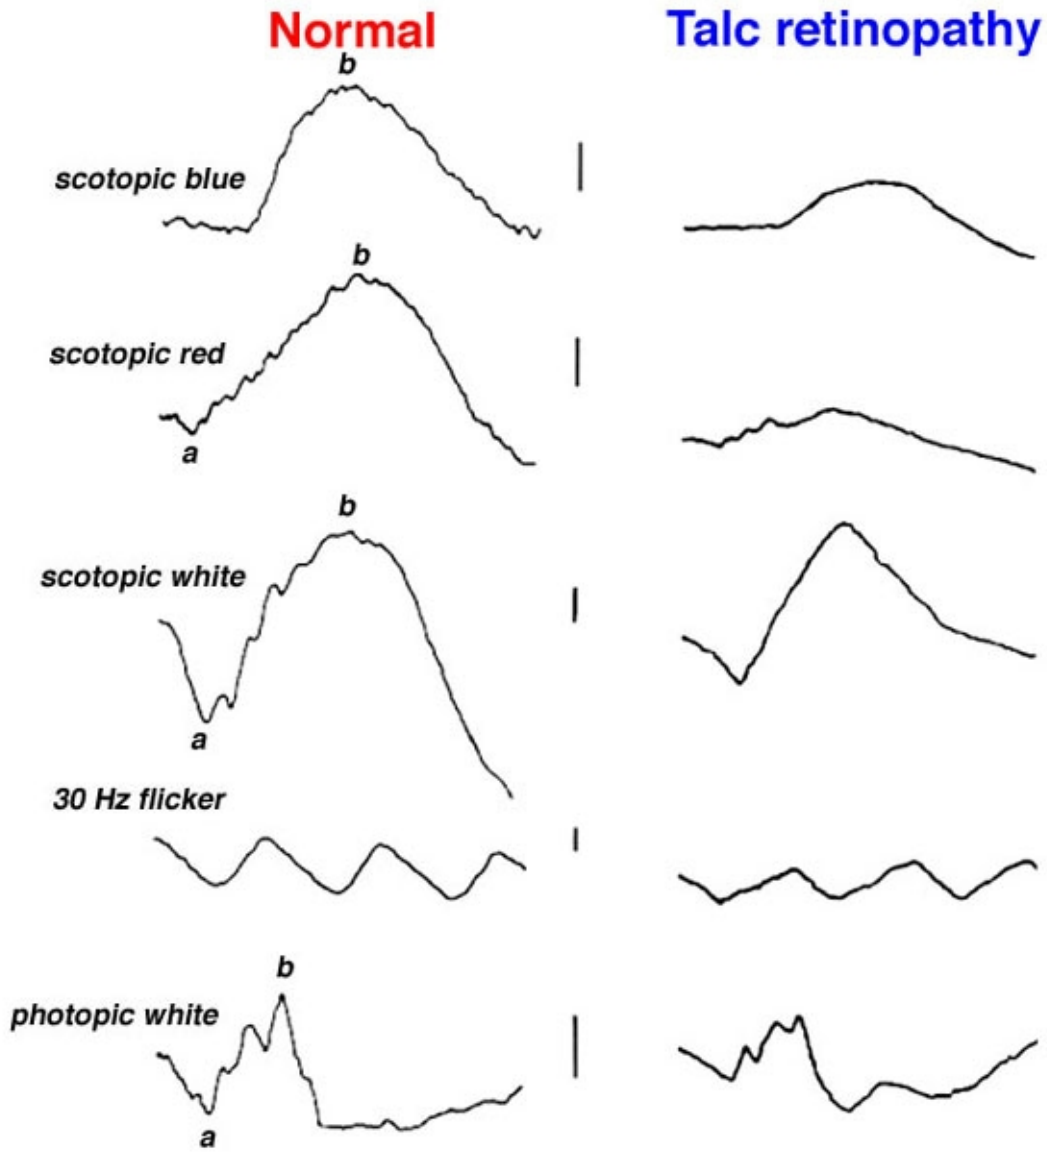 Normal
Talc retinopathy
b
scotopic blue
b
scotopic red
a
b
scotopic white
a
30 Hz flicker
b
photopic white
a